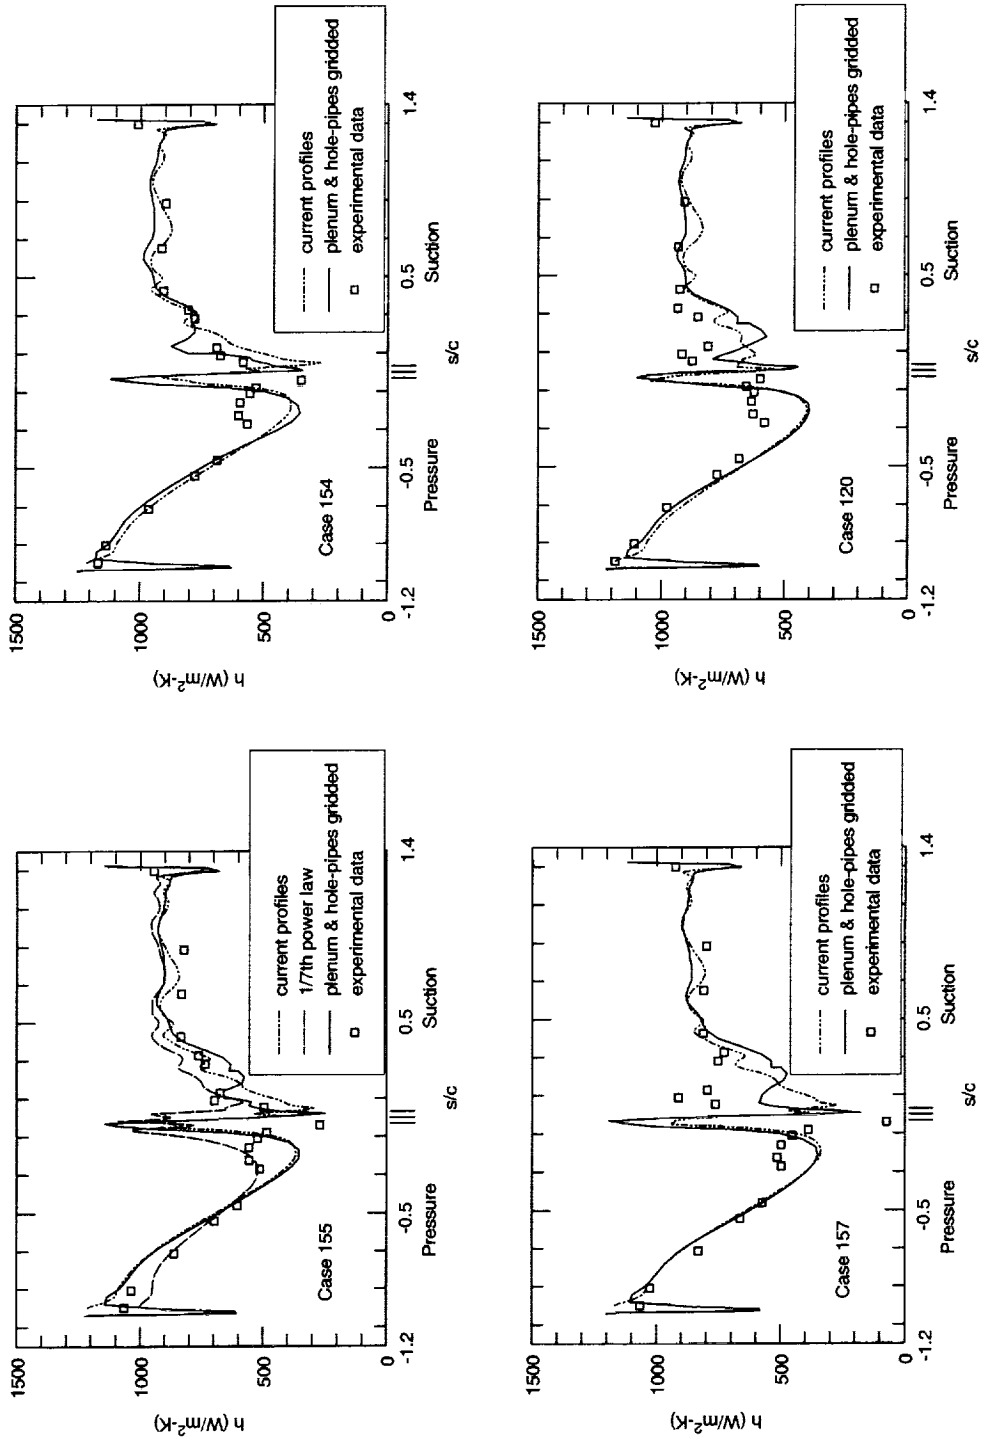 1500
1000
500
0
h (W/m²-K)
-1.2
-0.5
0.5
1.4
Pressure
Suction
s/c
Case 155
current profiles
1/7th power law
plenum & hole-pipes gridded
experimental data
1500
1000
500
0
h (W/m²-K)
-1.2
-0.5
0.5
1.4
Pressure
Suction
s/c
Case 154
current profiles
plenum & hole-pipes gridded
experimental data
1500
1000
500
0
h (W/m²-K)
-1.2
-0.5
0.5
1.4
Pressure
Suction
s/c
Case 157
current profiles
plenum & hole-pipes gridded
experimental data
1500
1000
500
0
h (W/m²-K)
-1.2
-0.5
0.5
1.4
Pressure
Suction
s/c
Case 120
current profiles
plenum & hole-pipes gridded
experimental data